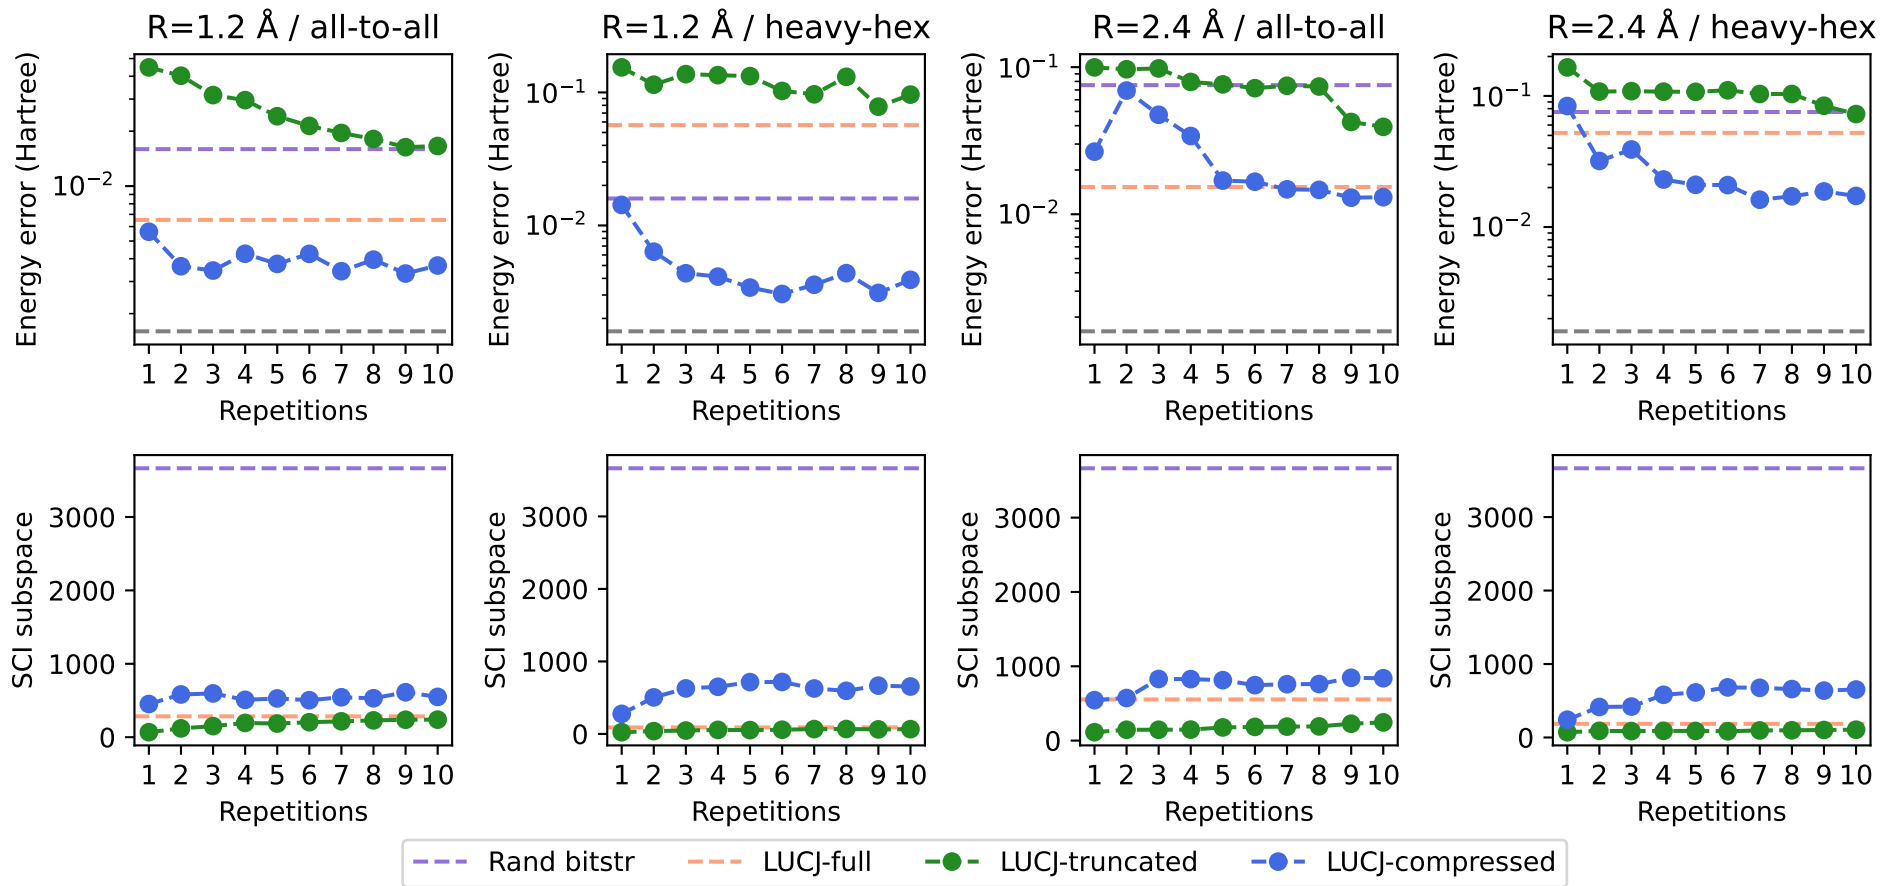 R=1.2 Å / all-to-all
R=1.2 Å / heavy-hex
R=2.4 Å / all-to-all
R=2.4 Å / heavy-hex
Energy error (Hartree)
10⁻²
1 2 3 4 5 6 7 8 9 10
Repetitions
Energy error (Hartree)
10⁻¹
10⁻²
1 2 3 4 5 6 7 8 9 10
Repetitions
Energy error (Hartree)
10⁻¹
10⁻²
1 2 3 4 5 6 7 8 9 10
Repetitions
Energy error (Hartree)
10⁻¹
10⁻²
1 2 3 4 5 6 7 8 9 10
Repetitions
SCI subspace
3000
2000
1000
0
1 2 3 4 5 6 7 8 9 10
Repetitions
SCI subspace
3000
2000
1000
0
1 2 3 4 5 6 7 8 9 10
Repetitions
SCI subspace
3000
2000
1000
0
1 2 3 4 5 6 7 8 9 10
Repetitions
SCI subspace
3000
2000
1000
0
1 2 3 4 5 6 7 8 9 10
Repetitions
Rand bitstr
LUCJ-full
LUCJ-truncated
LUCJ-compressed